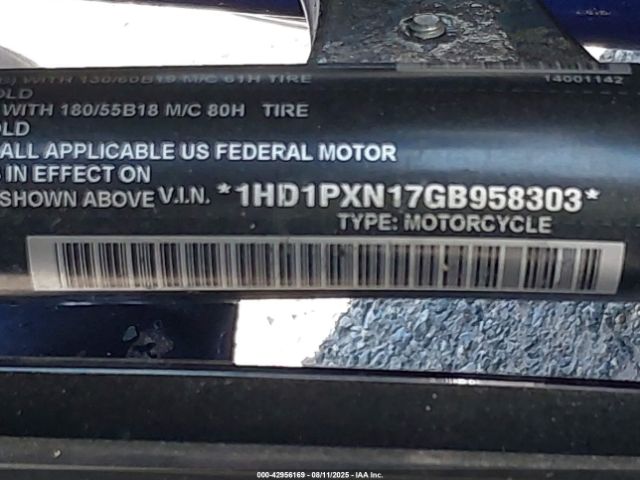 WITH 130/60B19 M/C 61H TIRE
14001142
OLD
WITH 180/55B18 M/C 80H TIRE
OLD
ALL APPLICABLE US FEDERAL MOTOR
IN EFFECT ON
SHOWN ABOVE V.I.N. *1HD1PXN17GB958303*
TYPE: MOTORCYCLE
000-42956169 - 08/11/2025 - IAA Inc.